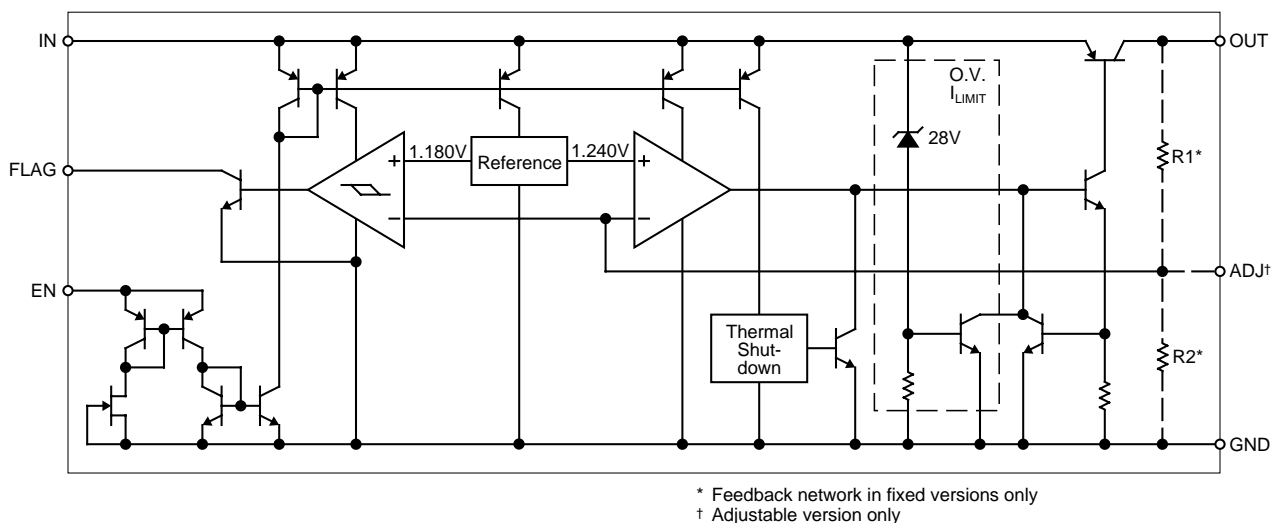 IN
OUT
O.V.
I LIMIT
28V
R1*
FLAG
1.180V
Reference
1.240V
ADJ†
EN
Thermal
Shut-
down
R2*
GND
* Feedback network in fixed versions only
† Adjustable version only